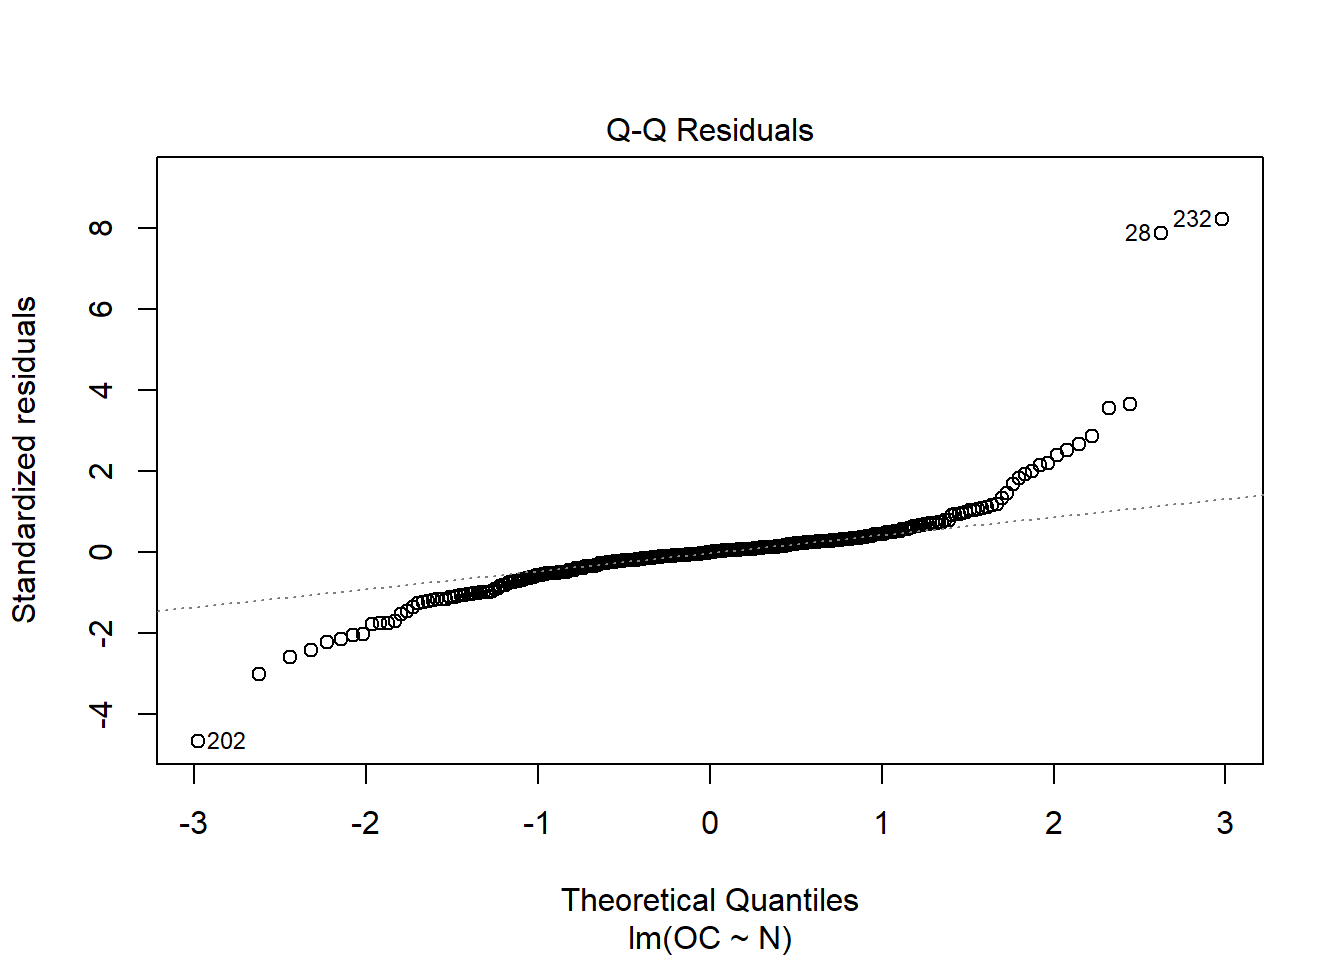 Q-Q Residuals
8
6
4
2
0
-2
-4
Standardized residuals
28
232
202
-3 -2 -1 0 1 2 3
Theoretical Quantiles
lm(OC ~ N)